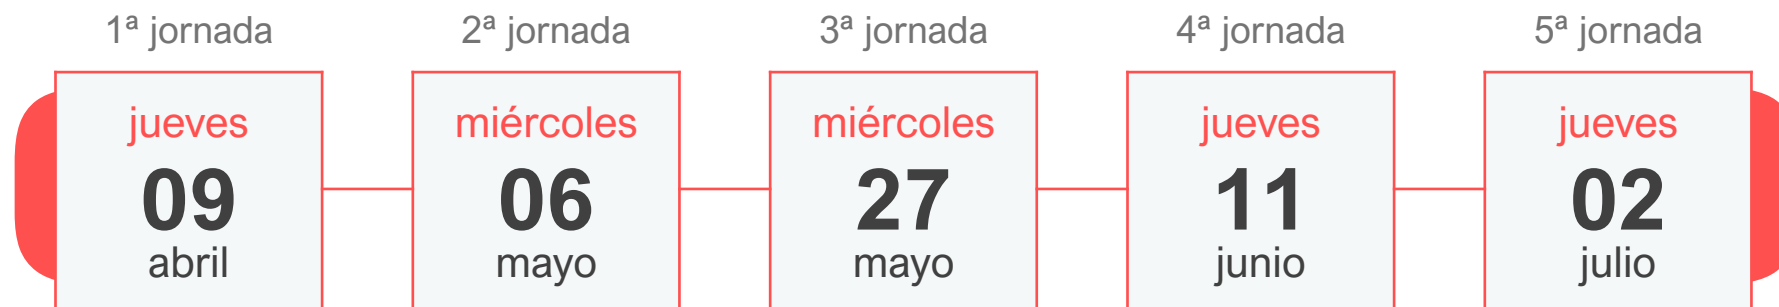 1ª jornada
2ª jornada
3ª jornada
4ª jornada
5ª jornada
jueves
09
abril
miércoles
06
mayo
miércoles
27
mayo
jueves
11
junio
jueves
02
julio